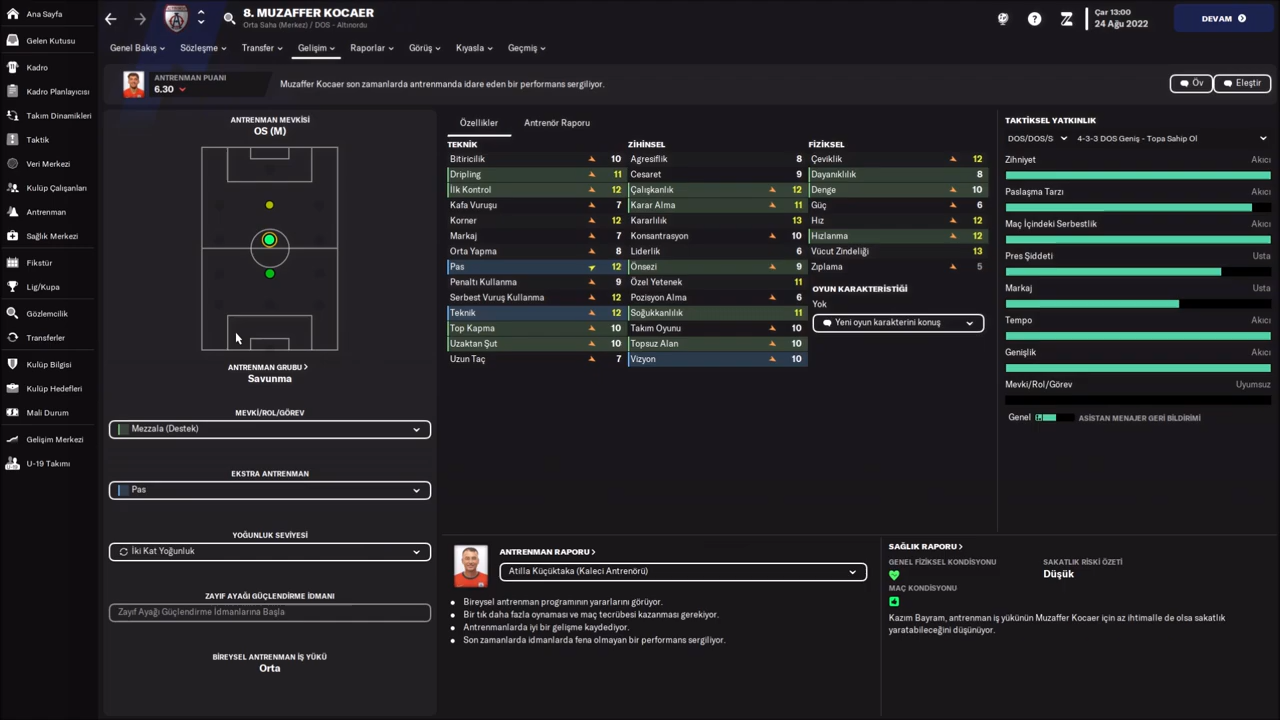 Ana Sayfa
Gelen Kutusu
Kadro
Kadro Planlayıcısı
Takım Dinamikleri
Taktik
Veri Merkezi
Kulüp Çalışanları
Antrenman
Sağlık Merkezi
Fikstür
Lig/Kupa
Gözlemcilik
Transferler
Kulüp Bilgisi
Kulüp Hedefleri
Mali Durum
Gelişim Merkezi
U-19 Takımı
8. MUZAFFER KOCAER
Orta Saha (Merkez) / DOS - Altınordu
Çar 13:00
24 Ağu 2022
DEVAM
Genel Bakış Sözleşme Transfer Gelişim Raporlar Görüş Kıyasla Geçmiş
ANTRENMAN PUANI
6.30
Muzaffer Kocaer son zamanlarda antrenmanda idare eden bir performans sergiliyor.
Öv Eleştir
ANTRENMAN MEVKİSİ
OS (M)
ANTRENMAN GRUBU
Savunma
MEVKİ/ROL/GÖREV
Mezzala (Destek)
EKSTRA ANTRENMAN
Pas
YOĞUNLUK SEVİYESİ
İki Kat Yoğunluk
ZAYIF AYAĞI GÜÇLENDİRME İDMANI
Zayıf Ayağı Güçlendirme İdmanlarına Başla
BİREYSEL ANTRENMAN İŞ YÜKÜ
Orta
Özellikler Antrenör Raporu
TEKNİK
Bitiricilik 10
Dripling 11
İlk Kontrol 12
Kafa Vuruşu 7
Korner 12
Markaj 7
Orta Yapma 8
Pas 12
Penaltı Kullanma 9
Serbest Vuruş Kullanma 12
Teknik 12
Top Kapma 10
Uzaktan Şut 10
Uzun Taç 7
ZİHİNSEL
Agresiflik 8
Cesaret 9
Çalışkanlık 12
Karar Alma 11
Kararlılık 13
Konsantrasyon 10
Liderlik 6
Önsezi 9
Özel Yetenek 11
Pozisyon Alma 6
Soğukkanlılık 11
Takım Oyunu 10
Topsuz Alan 10
Vizyon 10
FİZİKSEL
Çeviklik 12
Dayanıklılık 8
Denge 10
Güç 6
Hız 12
Hızlanma 12
Vücut Zindeliği 13
Zıplama 5
OYUN KARAKTERİSTİĞİ
Yok
Yeni oyun karakterini konuş
TAKTİKSEL YATKINLIK
DOS/DOS/S 4-3-3 DOS Geniş - Topa Sahip Ol
Zihniyet Akıcı
Paslaşma Tarzı Akıcı
Maç İçindeki Serbestlik Akıcı
Pres Şiddeti Usta
Markaj Usta
Tempo Akıcı
Genişlik Akıcı
Mevki/Rol/Görev Uyumsuz
Genel ASİSTAN MENAJER GERİ BİLDİRİMİ
ANTRENMAN RAPORU
Atilla Küçüktaka (Kaleci Antrenörü)
Bireysel antrenman programının yararlarını görüyor.
Bir tık daha fazla oynaması ve maç tecrübesi kazanması gerekiyor.
Antrenmanlarda iyi bir gelişme kaydediyor.
Son zamanlarda idmanlarda fena olmayan bir performans sergiliyor.
SAĞLIK RAPORU
GENEL FİZİKSEL KONDİSYONU
MAÇ KONDİSYONU
SAKATLIK RİSKİ ÖZETİ
Düşük
Kazım Bayram, antrenman iş yükünün Muzaffer Kocaer için az ihtimalle de olsa sakatlık
yaratabileceğini düşünüyor.